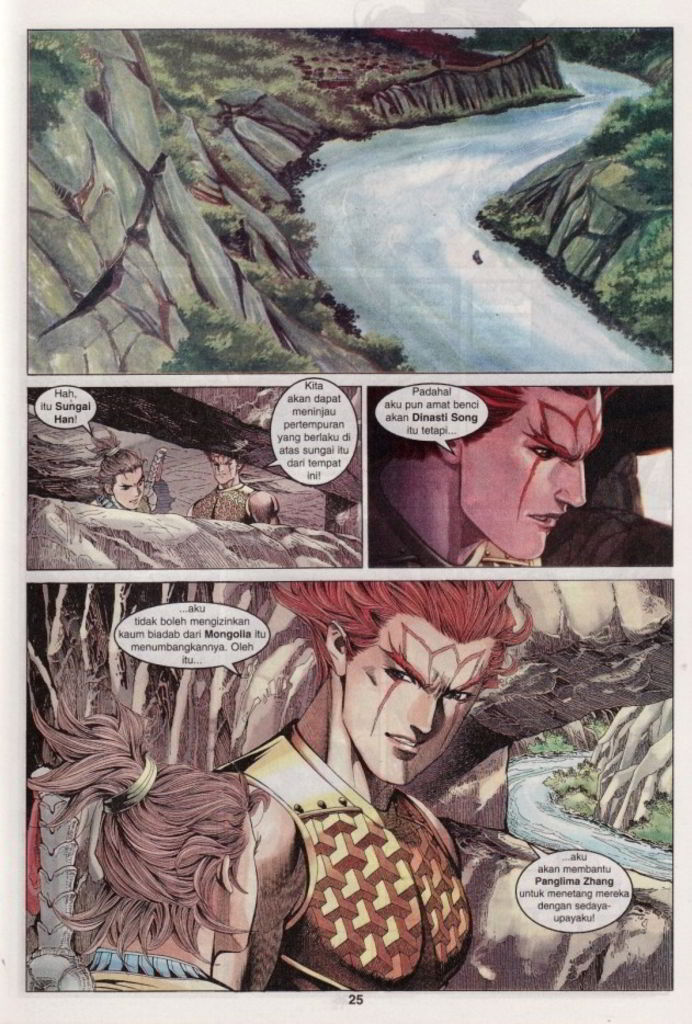 Hah,
itu Sungai
Han!
Kita
akan dapat
meninjau
pertempuran
yang berlaku di
atas sungai itu
dari tempat
ini!
Padahal
aku pun amat benci
akan Dinasti Song
itu tetapi...
...aku
tidak boleh mengizinkan
kaum biadab dari Mongolia itu
menumbangkannya. Oleh
itu...
...aku
akan membantu
Panglima Zhang
untuk menetang mereka
dengan sedaya-
upayaku!
25